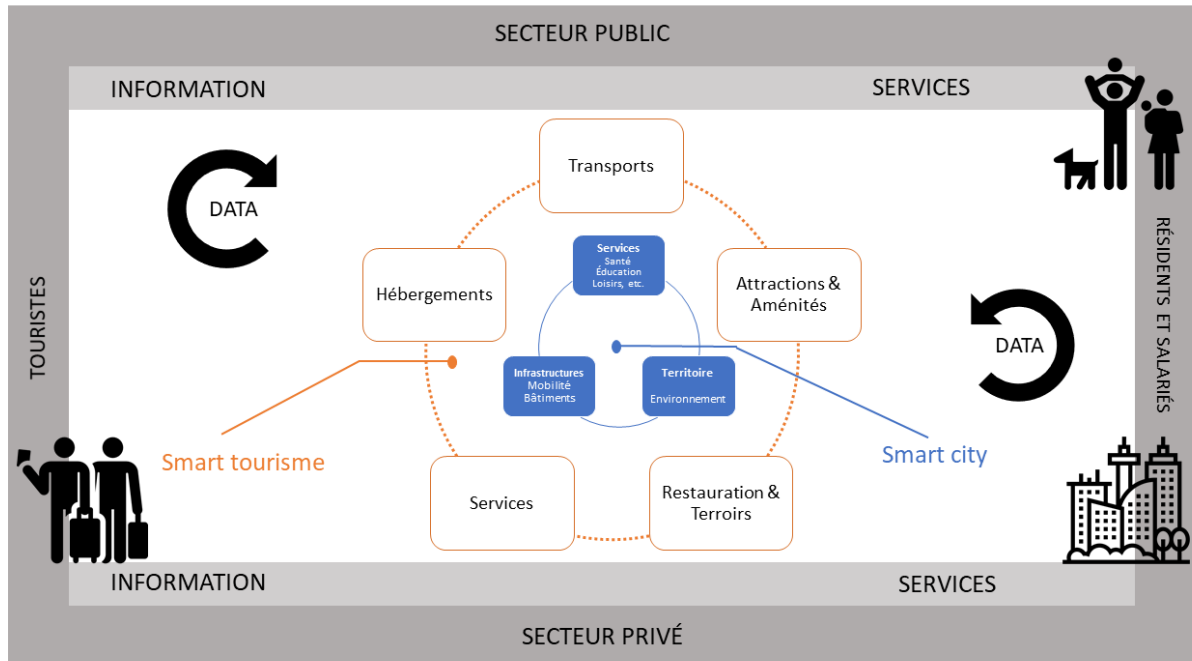 SECTEUR PUBLIC
INFORMATION
SERVICES
Transports
DATA
Services
Santé
Éducation
Loisirs, etc.
Hébergements
Attractions &
Aménités
TOURISTES
RÉSIDENTS ET SALARIÉS
DATA
Infrastructures
Mobilité
Bâtiments
Territoire
Environnement
Smart tourisme
Smart city
Services
Restauration &
Terroirs
INFORMATION
SERVICES
SECTEUR PRIVÉ